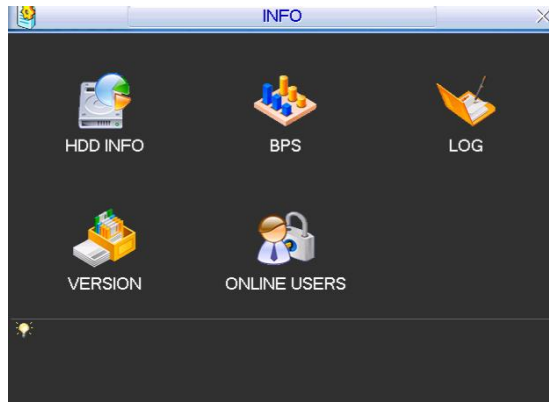 INFO
HDD INFO
BPS
LOG
VERSION
ONLINE USERS